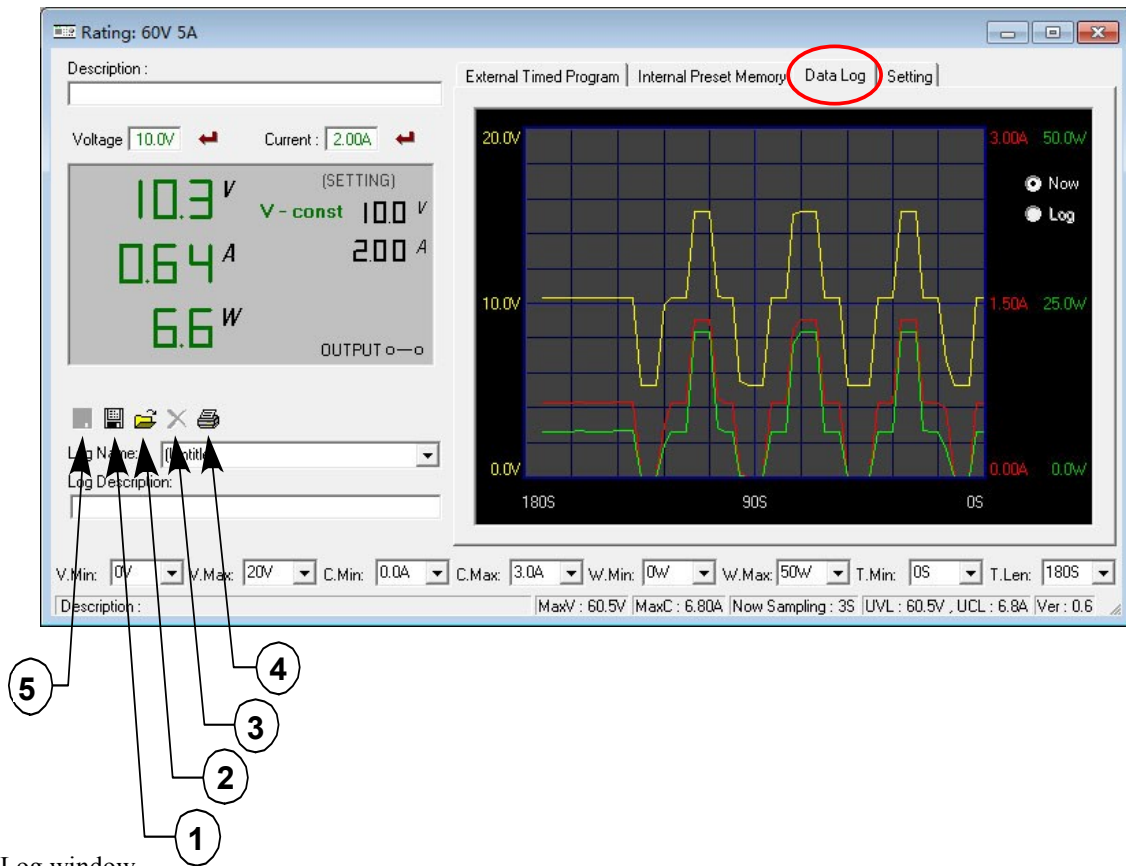 Rating: 60V 5A
Description :
External Timed Program Internal Preset Memory Data Log Setting
Voltage 10.0V Current : 2.00A
10.3 V
0.64 A
6.6 W
(SETTING)
V - const 10.0 V
2.00 A
OUTPUT
20.0V 3.00A 50.0W
Now
Log
10.0V 1.50A 25.0W
0.0V 0.00A 0.0W
180S 90S 0S
Log Name:
Log Description:
V.Min: 0V V.Max: 20V C.Min: 0.0A C.Max: 3.0A W.Min: 0W W.Max: 50W T.Min: 0S T.Len: 180S
Description : MaxV : 60.5V MaxC : 6.80A Now Sampling : 3S UVL : 60.5V , UCL : 6.8A Ver : 0.6
5
4
3
2
1
Log window